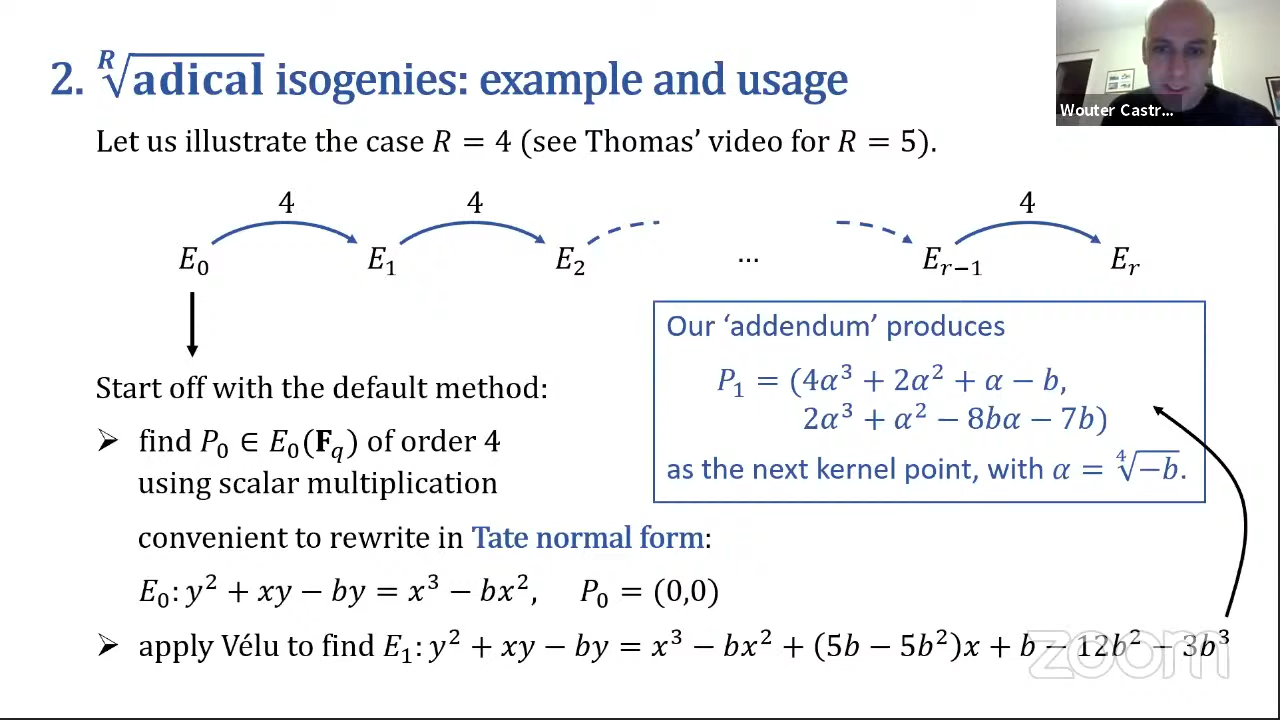 2. ᴿ√adical isogenies: example and usage
Wouter Castr...
Let us illustrate the case R = 4 (see Thomas’ video for R = 5).
4 4 4
E₀ E₁ E₂ ... Eᵣ₋₁ Eᵣ
Our ‘addendum’ produces
P₁ = (4α³ + 2α² + α − b,
2α³ + α² − 8bα − 7b)
as the next kernel point, with α = ⁴√−b.
Start off with the default method:
➢ find P₀ ∈ E₀(F_q) of order 4
using scalar multiplication
convenient to rewrite in Tate normal form:
E₀: y² + xy − by = x³ − bx², P₀ = (0,0)
➢ apply Vélu to find E₁: y² + xy − by = x³ − bx² + (5b − 5b²)x + b − 12b² − 3b³
zoom